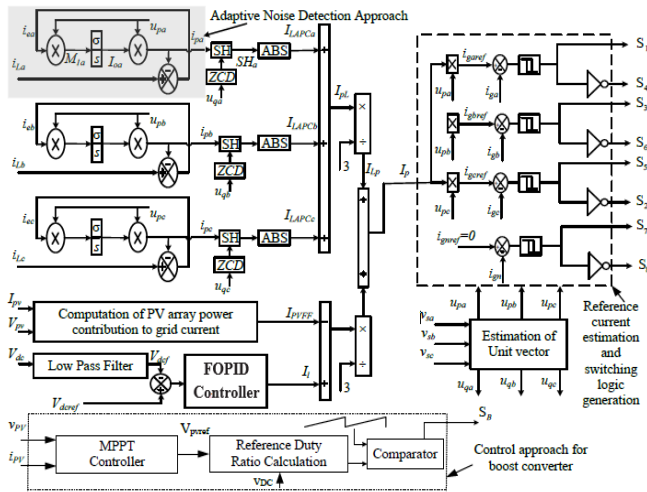 Adaptive Noise Detection Approach
i_ea
u_pa
i_pa
M_1a
σ
s
I_oa
i_La
SH
SH_a
ABS
I_LAPCa
ZCD
u_qa
i_eb
u_pb
i_pb
σ
s
i_Lb
SH
ABS
I_LAPCb
ZCD
u_qb
i_ec
u_pc
i_pc
σ
s
i_Lc
SH
ABS
I_LAPCc
ZCD
u_qc
I_pL
×
÷
3
I_Lp
I_p
I_pv
V_pv
Computation of PV array power
contribution to grid current
I_PVFF
V_dc
Low Pass Filter
V_dcf
V_dcref
FOPID
Controller
I_l
×
÷
3
i_garef
u_pa
i_ga
S_1
S_4
i_gbref
u_pb
i_gb
S_3
S_6
i_gcref
u_pc
i_gc
S_5
S_2
i_gnref=0
i_gn
S_7
u_pa
u_pb
u_pc
v_sa
v_sb
v_sc
Estimation of
Unit vector
u_qa
u_qb
u_qc
Reference
current
estimation
and
switching
logic
generation
v_PV
i_PV
MPPT
Controller
V_pvref
Reference Duty
Ratio Calculation
V_DC
Comparator
S_B
Control approach for
boost converter